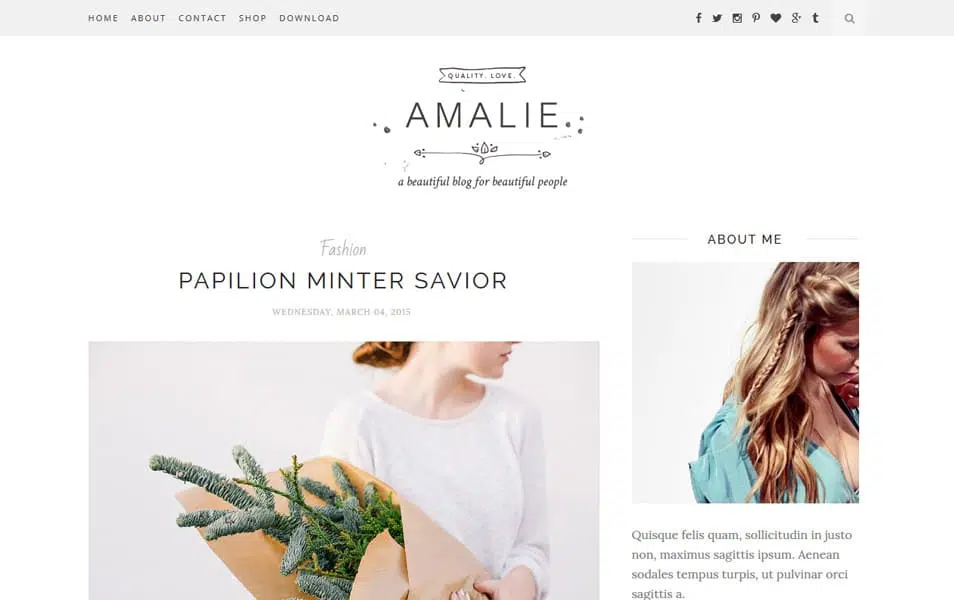 HOME ABOUT CONTACT SHOP DOWNLOAD
QUALITY. LOVE.
AMALIE
a beautiful blog for beautiful people
Fashion
PAPILION MINTER SAVIOR
WEDNESDAY, MARCH 04, 2015
ABOUT ME
Quisque felis quam, sollicitudin in justo
non, maximus sagittis ipsum. Aenean
sodales tempus turpis, ut pulvinar orci
sagittis a.